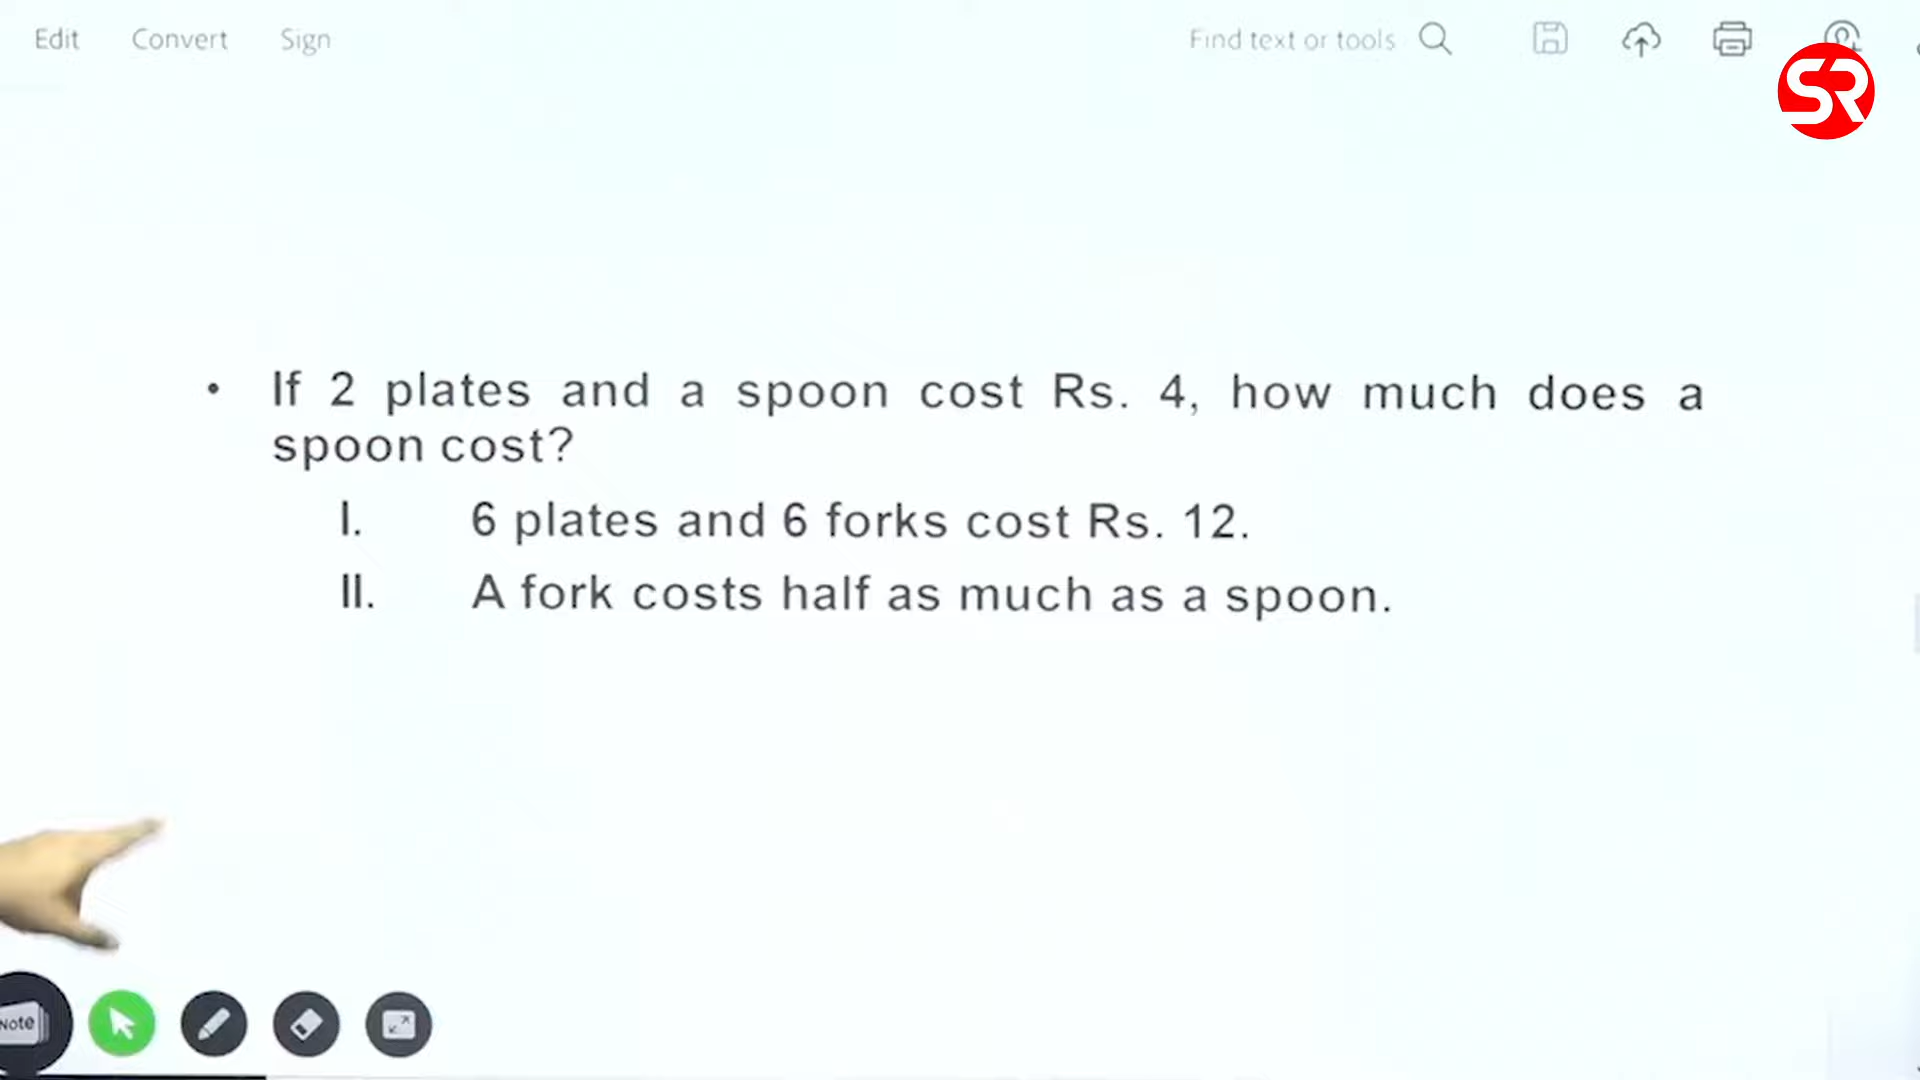 Edit Convert Sign Find text or tools
SR
• If 2 plates and a spoon cost Rs. 4, how much does a
spoon cost?
I. 6 plates and 6 forks cost Rs. 12.
II. A fork costs half as much as a spoon.
Note